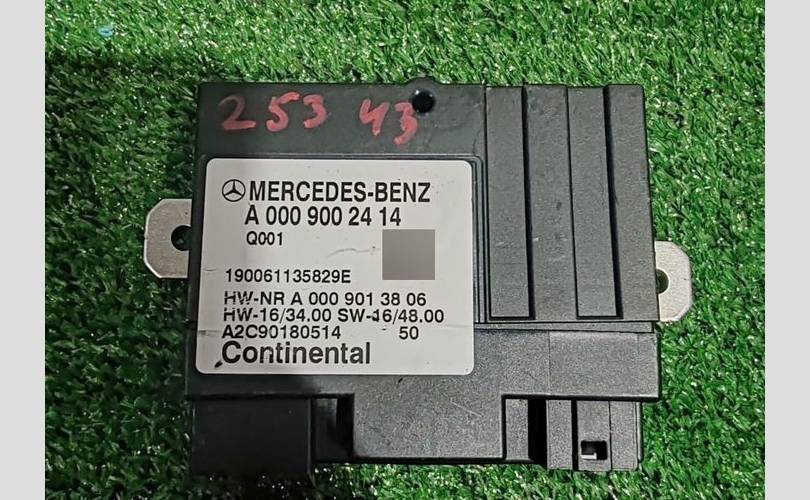 253 43
MERCEDES-BENZ
A 000 900 24 14
Q001
190061135829E
HW-NR A 000 901 38 06
HW-16/34.00 SW-16/48.00
A2C90180514 50
Continental